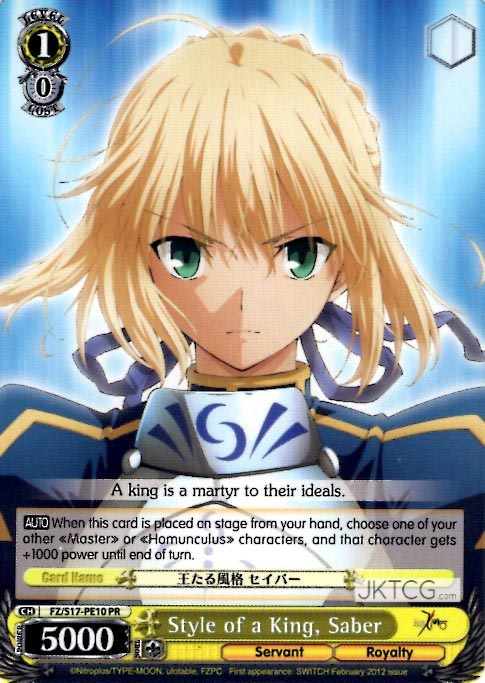 LEVEL
1
0
COST
A king is a martyr to their ideals.
AUTO When this card is placed on stage from your hand, choose one of your
other «Master» or «Homunculus» characters, and that character gets
+1000 power until end of turn.
Card Name 王たる風格 セイバー
JKTCG.com
CH FZ/S17-PE10 PR
POWER 5000 SOUL Style of a King, Saber
Servant Royalty
©Nitroplus/TYPE-MOON, ufotable, FZPC First appearance: SWITCH February 2012 issue